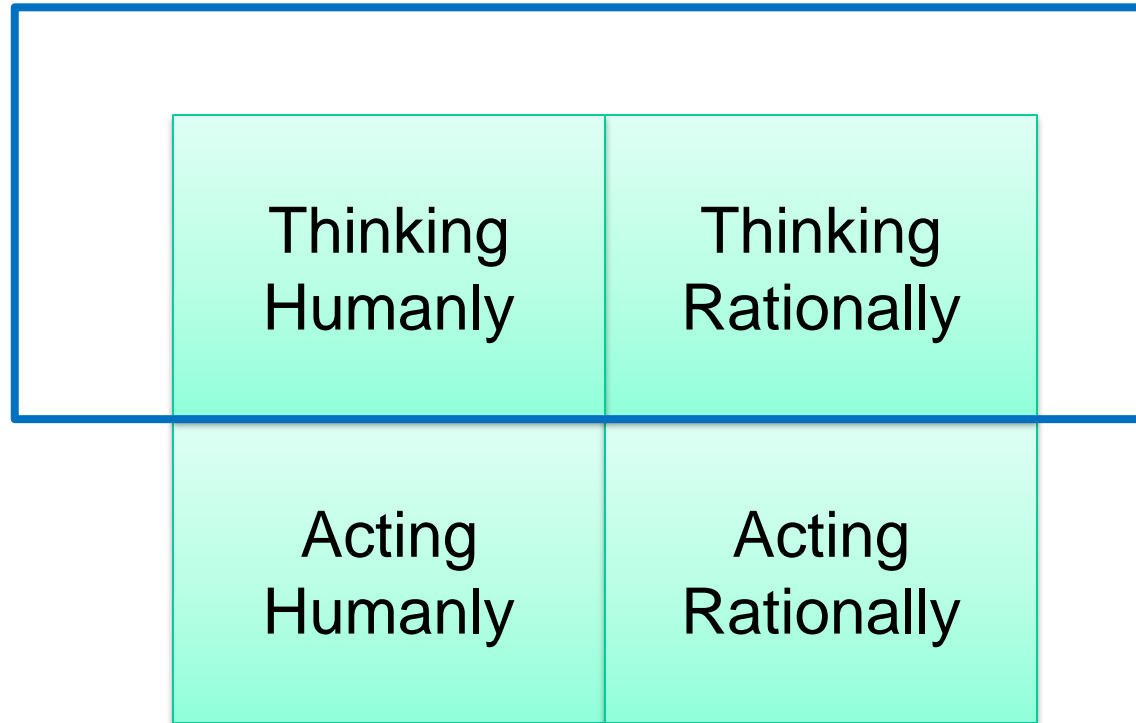 Thinking
Humanly
Thinking
Rationally
Acting
Humanly
Acting
Rationally